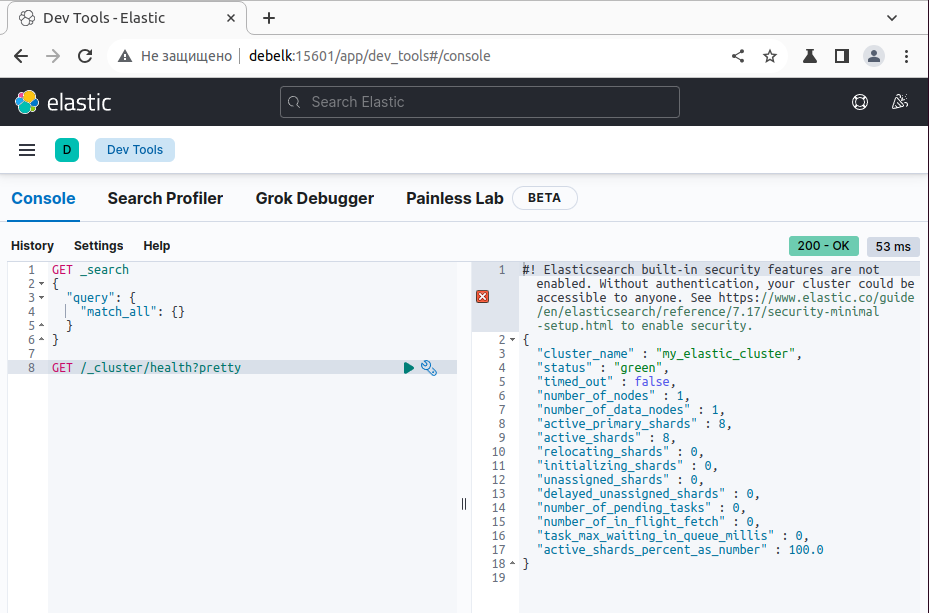 Dev Tools - Elastic
Не защищено debelk:15601/app/dev_tools#/console
elastic Search Elastic
D Dev Tools
Console Search Profiler Grok Debugger Painless Lab BETA
History Settings Help 200 - OK 53 ms
1 GET _search
2 {
3 "query": {
4 "match_all": {}
5 }
6 }
7
8 GET /_cluster/health?pretty
1 #! Elasticsearch built-in security features are not
enabled. Without authentication, your cluster could be
accessible to anyone. See https://www.elastic.co/guide
/en/elasticsearch/reference/7.17/security-minimal
-setup.html to enable security.
2 {
3 "cluster_name" : "my_elastic_cluster",
4 "status" : "green",
5 "timed_out" : false,
6 "number_of_nodes" : 1,
7 "number_of_data_nodes" : 1,
8 "active_primary_shards" : 8,
9 "active_shards" : 8,
10 "relocating_shards" : 0,
11 "initializing_shards" : 0,
12 "unassigned_shards" : 0,
13 "delayed_unassigned_shards" : 0,
14 "number_of_pending_tasks" : 0,
15 "number_of_in_flight_fetch" : 0,
16 "task_max_waiting_in_queue_millis" : 0,
17 "active_shards_percent_as_number" : 100.0
18 }
19